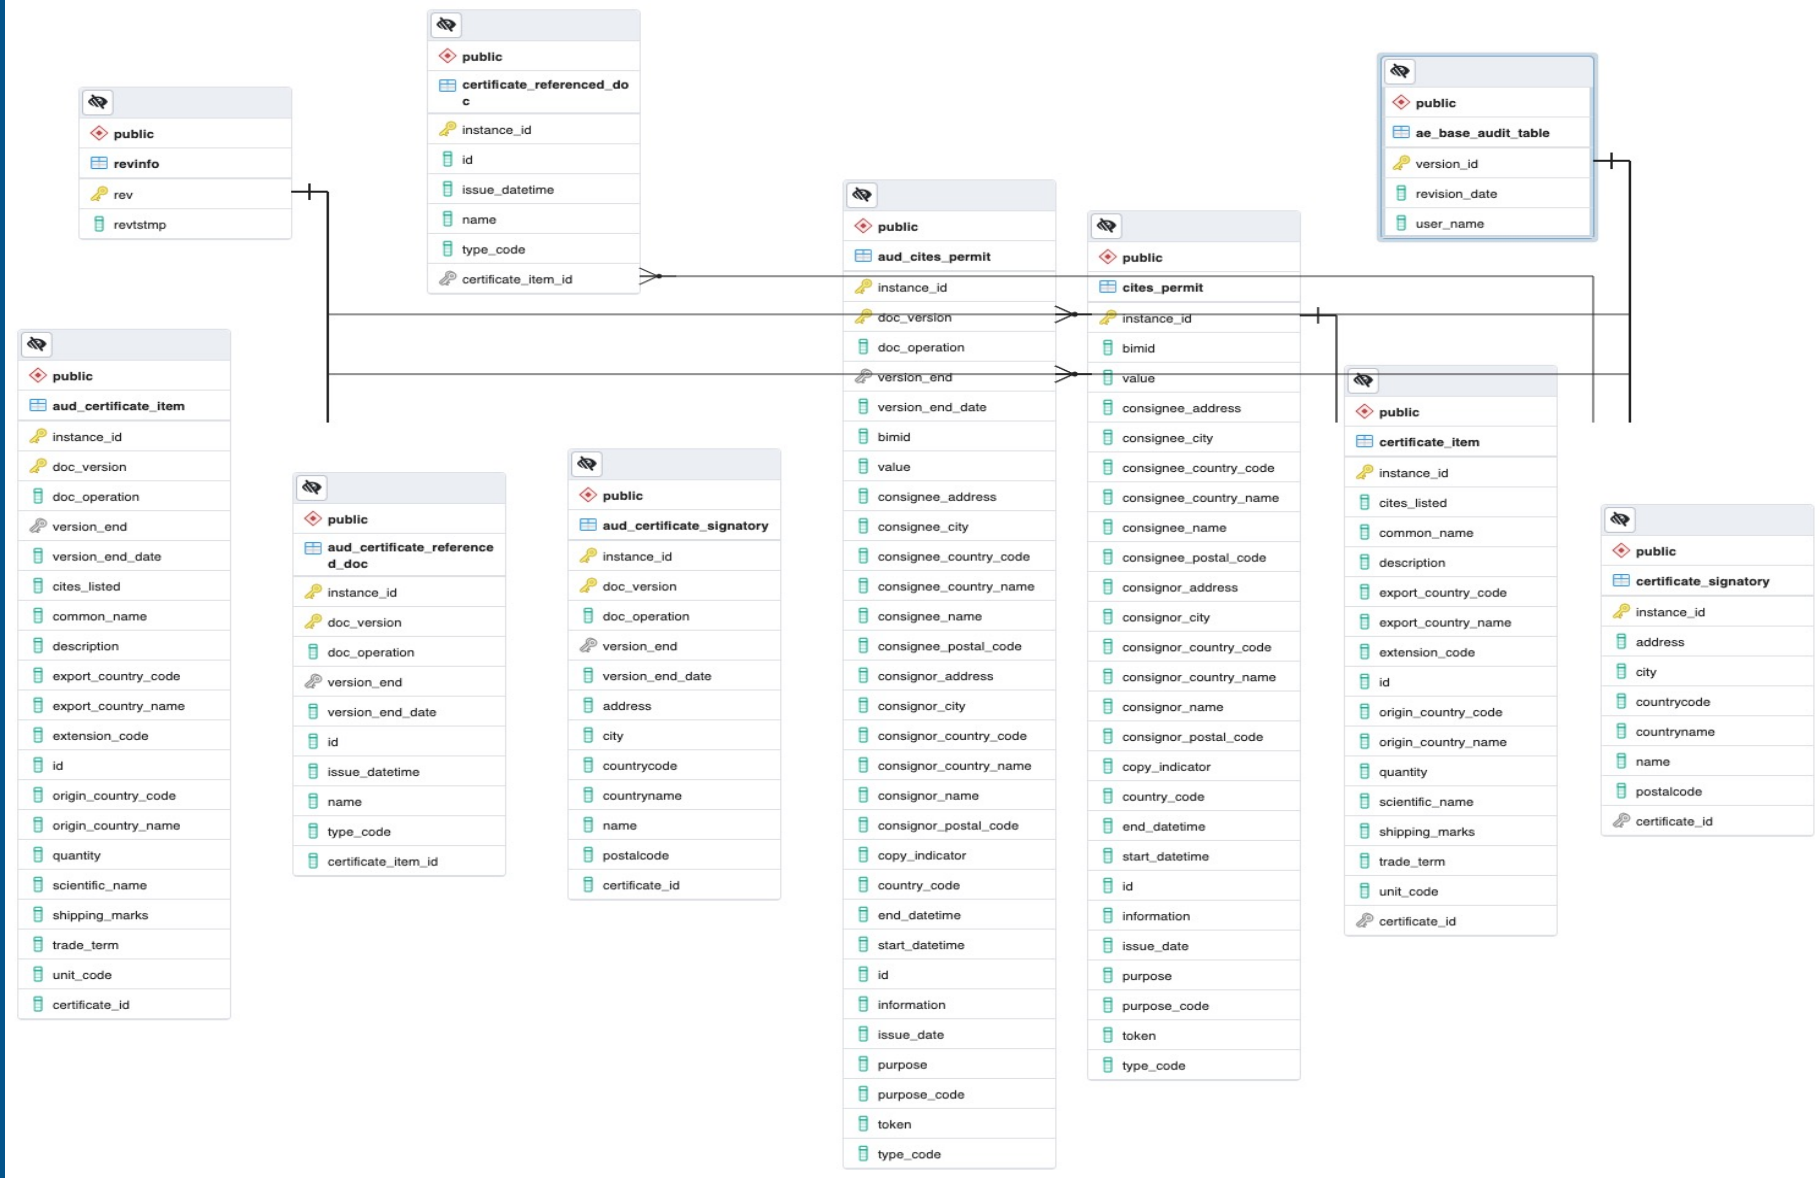 public
certificate_referenced_do
c
instance_id
id
issue_datetime
name
type_code
certificate_item_id
public
revinfo
rev
revtstmp
public
ae_base_audit_table
version_id
revision_date
user_name
public
aud_certificate_item
instance_id
doc_version
doc_operation
version_end
version_end_date
cites_listed
common_name
description
export_country_code
export_country_name
extension_code
id
origin_country_code
origin_country_name
quantity
scientific_name
shipping_marks
trade_term
unit_code
certificate_id
public
aud_certificate_reference
d_doc
instance_id
doc_version
doc_operation
version_end
version_end_date
id
issue_datetime
name
type_code
certificate_item_id
public
aud_certificate_signatory
instance_id
doc_version
doc_operation
version_end
version_end_date
address
city
countrycode
countryname
name
postalcode
certificate_id
public
aud_cites_permit
instance_id
doc_version
doc_operation
version_end
version_end_date
bimid
value
consignee_address
consignee_city
consignee_country_code
consignee_country_name
consignee_name
consignee_postal_code
consignor_address
consignor_city
consignor_country_code
consignor_country_name
consignor_name
consignor_postal_code
copy_indicator
country_code
end_datetime
start_datetime
id
information
issue_date
purpose
purpose_code
token
type_code
public
cites_permit
instance_id
bimid
value
consignee_address
consignee_city
consignee_country_code
consignee_country_name
consignee_name
consignee_postal_code
consignor_address
consignor_city
consignor_country_code
consignor_country_name
consignor_name
consignor_postal_code
copy_indicator
country_code
end_datetime
start_datetime
id
information
issue_date
purpose
purpose_code
token
type_code
public
certificate_item
instance_id
cites_listed
common_name
description
export_country_code
export_country_name
extension_code
id
origin_country_code
origin_country_name
quantity
scientific_name
shipping_marks
trade_term
unit_code
certificate_id
public
certificate_signatory
instance_id
address
city
countrycode
countryname
name
postalcode
certificate_id